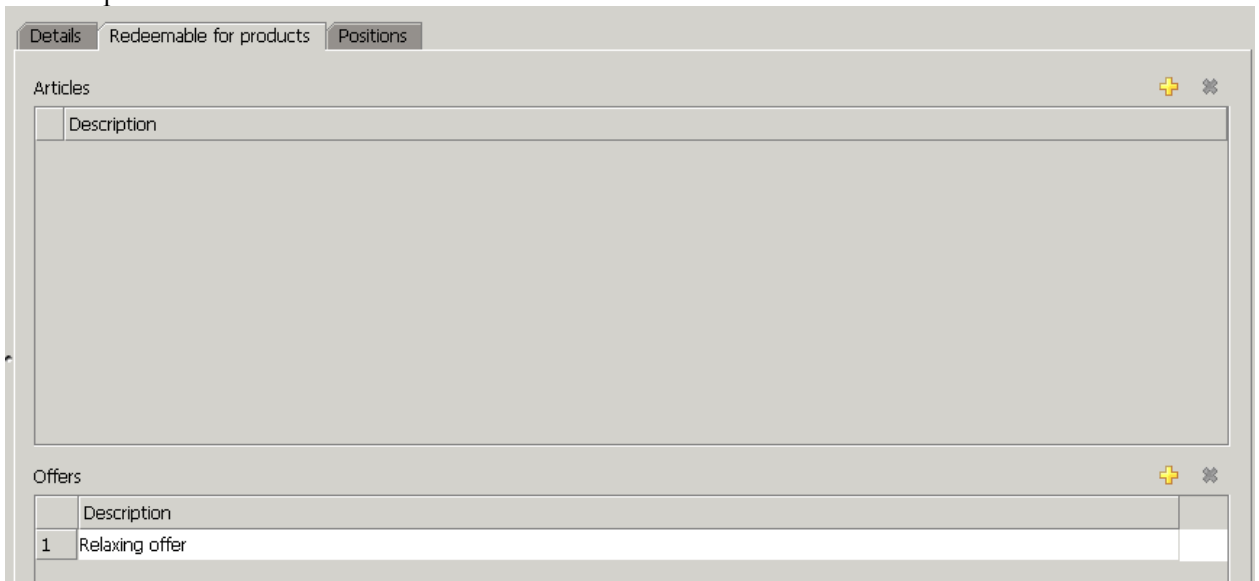 Details Redeemable for products Positions
Articles
Description
Offers
Description
1 Relaxing offer